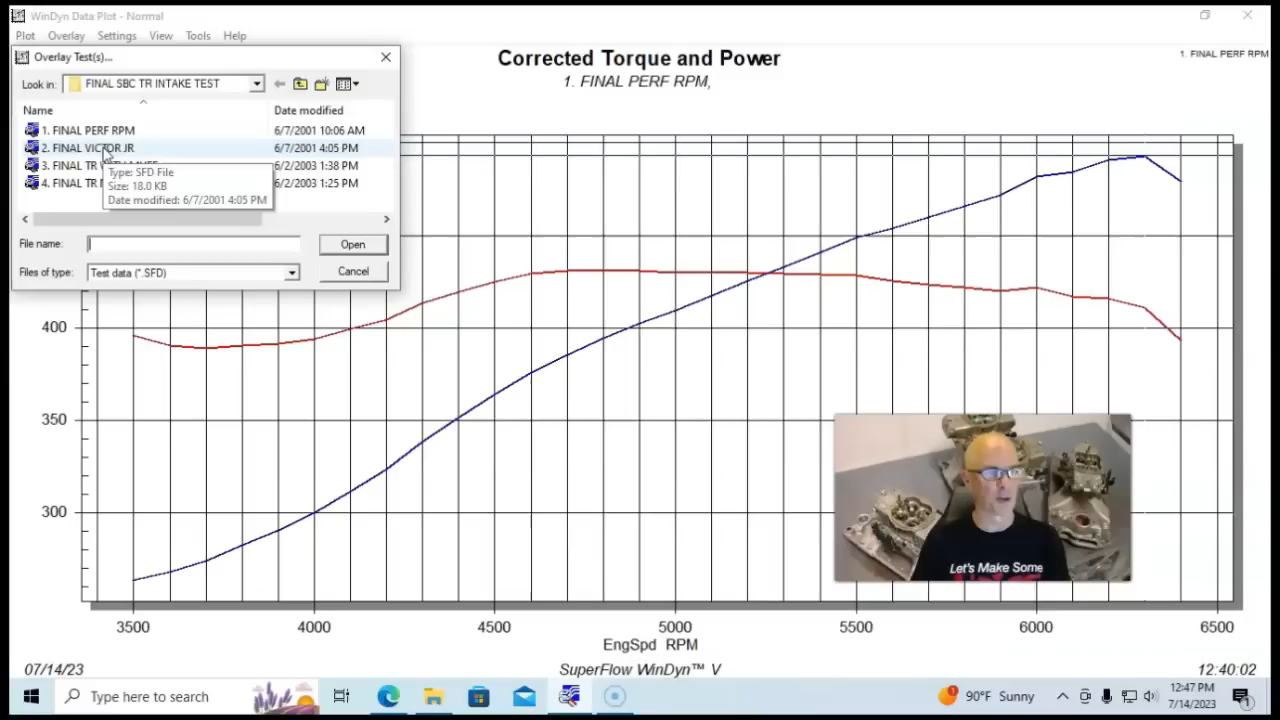 WinDyn Data Plot - Normal
Plot Overlay Settings View Tools Help
Overlay Test(s)...
Look in: FINAL SBC TR INTAKE TEST
Name Date modified
1. FINAL PERF RPM 6/7/2001 10:06 AM
2. FINAL VICTOR JR 6/7/2001 4:05 PM
3. FINAL TR 6/2/2003 1:38 PM
4. FINAL TR 6/2/2003 1:25 PM
Type: SFD File
Size: 18.0 KB
Date modified: 6/7/2001 4:05 PM
File name: Open
Files of type: Test data (*.SFD) Cancel
Corrected Torque and Power
1. FINAL PERF RPM,
1. FINAL PERF RPM
400
350
300
3500 4000 4500 5000 5500 6000 6500
EngSpd RPM
07/14/23 SuperFlow WinDyn™ V 12:40:02
Let's Make Some
Type here to search
90°F Sunny
12:47 PM
7/14/2023
1